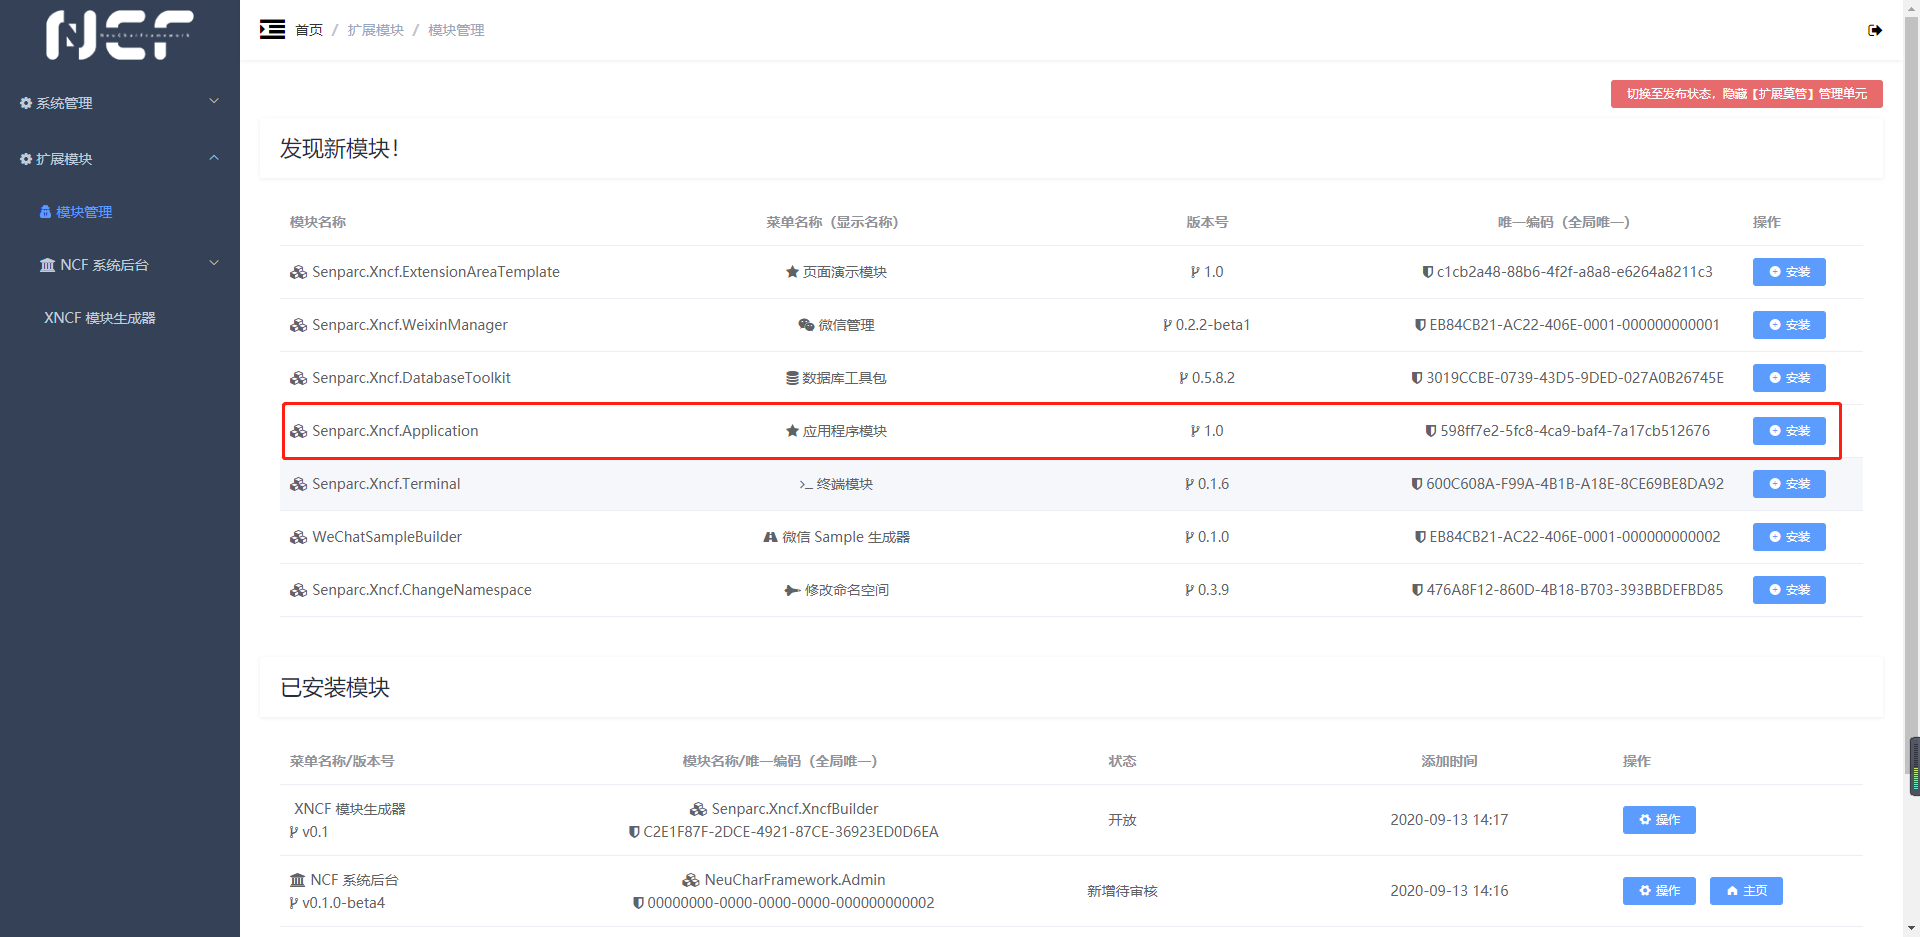 NCF
NeuCharFramework
首页 / 扩展模块 / 模块管理
系统管理
扩展模块
模块管理
NCF 系统后台
XNCF 模块生成器
切换至发布状态，隐藏【扩展莫管】管理单元
发现新模块！
模块名称 菜单名称（显示名称） 版本号 唯一编码（全局唯一） 操作
Senparc.Xncf.ExtensionAreaTemplate 页面演示模块 1.0 c1cb2a48-88b6-4f2f-a8a8-e6264a8211c3 安装
Senparc.Xncf.WeixinManager 微信管理 0.2.2-beta1 EB84CB21-AC22-406E-0001-000000000001 安装
Senparc.Xncf.DatabaseToolkit 数据库工具包 0.5.8.2 3019CCBE-0739-43D5-9DED-027A0B26745E 安装
Senparc.Xncf.Application 应用程序模块 1.0 598ff7e2-5fc8-4ca9-baf4-7a17cb512676 安装
Senparc.Xncf.Terminal 终端模块 0.1.6 600C608A-F99A-4B1B-A18E-8CE69BE8DA92 安装
WeChatSampleBuilder 微信 Sample 生成器 0.1.0 EB84CB21-AC22-406E-0001-000000000002 安装
Senparc.Xncf.ChangeNamespace 修改命名空间 0.3.9 476A8F12-860D-4B18-B703-393BBDEFBD85 安装
已安装模块
菜单名称/版本号 模块名称/唯一编码（全局唯一） 状态 添加时间 操作
XNCF 模块生成器 Senparc.Xncf.XncfBuilder
v0.1 C2E1F87F-2DCE-4921-87CE-36923ED0D6EA 开放 2020-09-13 14:17 操作
NCF 系统后台 NeuCharFramework.Admin
v0.1.0-beta4 00000000-0000-0000-0000-000000000002 新增待审核 2020-09-13 14:16 操作 主页